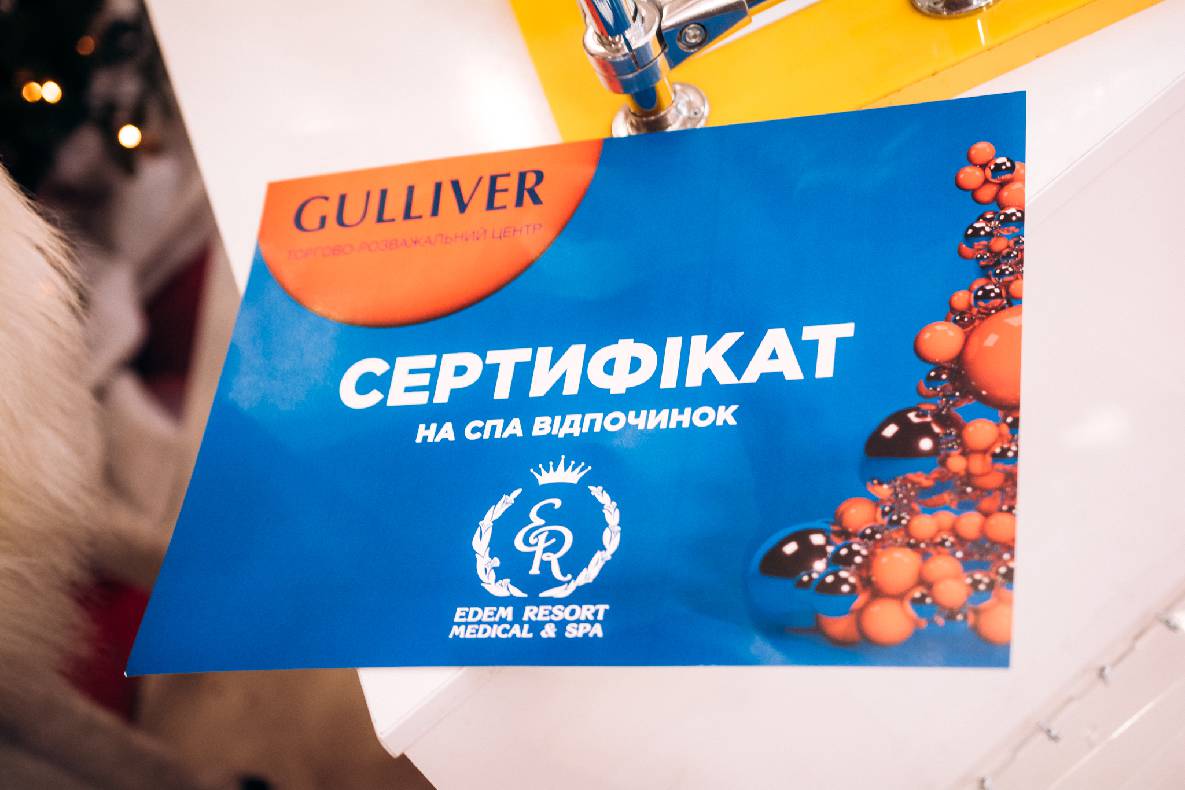 GULLIVER
ТОРГОВО-РОЗВАЖАЛЬНИЙ ЦЕНТР
СЕРТИФІКАТ
НА СПА ВІДПОЧИНОК
ER
EDEM RESORT
MEDICAL & SPA